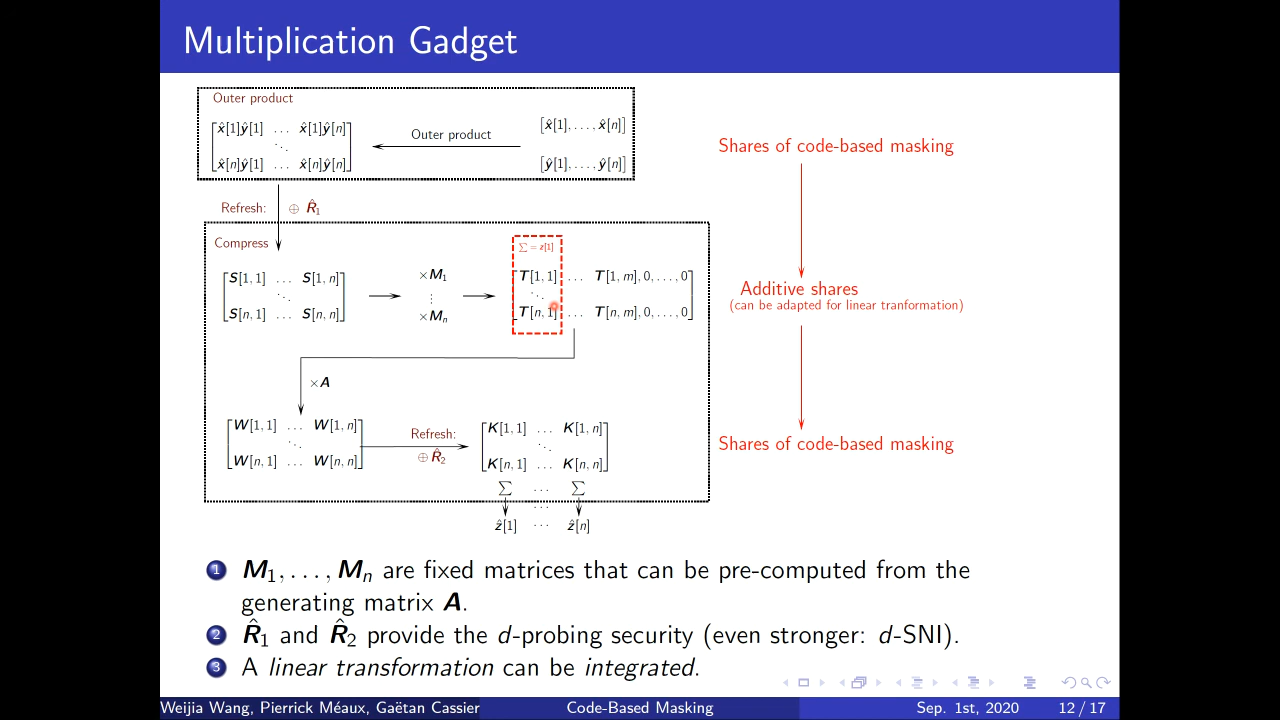 Multiplication Gadget
Outer product
x̂[1]ŷ[1] … x̂[1]ŷ[n]
⋱
x̂[n]ŷ[1] … x̂[n]ŷ[n]
Outer product
[x̂[1], …, x̂[n]]
[ŷ[1], …, ŷ[n]]
Shares of code-based masking
Refresh: ⊕ R̂1
Compress
S[1, 1] … S[1, n]
⋱
S[n, 1] … S[n, n]
×M1
⋮
×Mn
∑ = z[1]
T[1, 1] … T[1, m], 0, …, 0
⋱
T[n, 1] … T[n, m], 0, …, 0
Additive shares
(can be adapted for linear tranformation)
×A
W[1, 1] … W[1, n]
⋱
W[n, 1] … W[n, n]
Refresh:
⊕ R̂2
K[1, 1] … K[1, n]
⋱
K[n, 1] … K[n, n]
∑ … ∑
…
ẑ[1] … ẑ[n]
Shares of code-based masking
1 M1, …, Mn are fixed matrices that can be pre-computed from the
generating matrix A.
2 R̂1 and R̂2 provide the d-probing security (even stronger: d-SNI).
3 A linear transformation can be integrated.
Weijia Wang, Pierrick Méaux, Gaëtan Cassier Code-Based Masking Sep. 1st, 2020 12 / 17